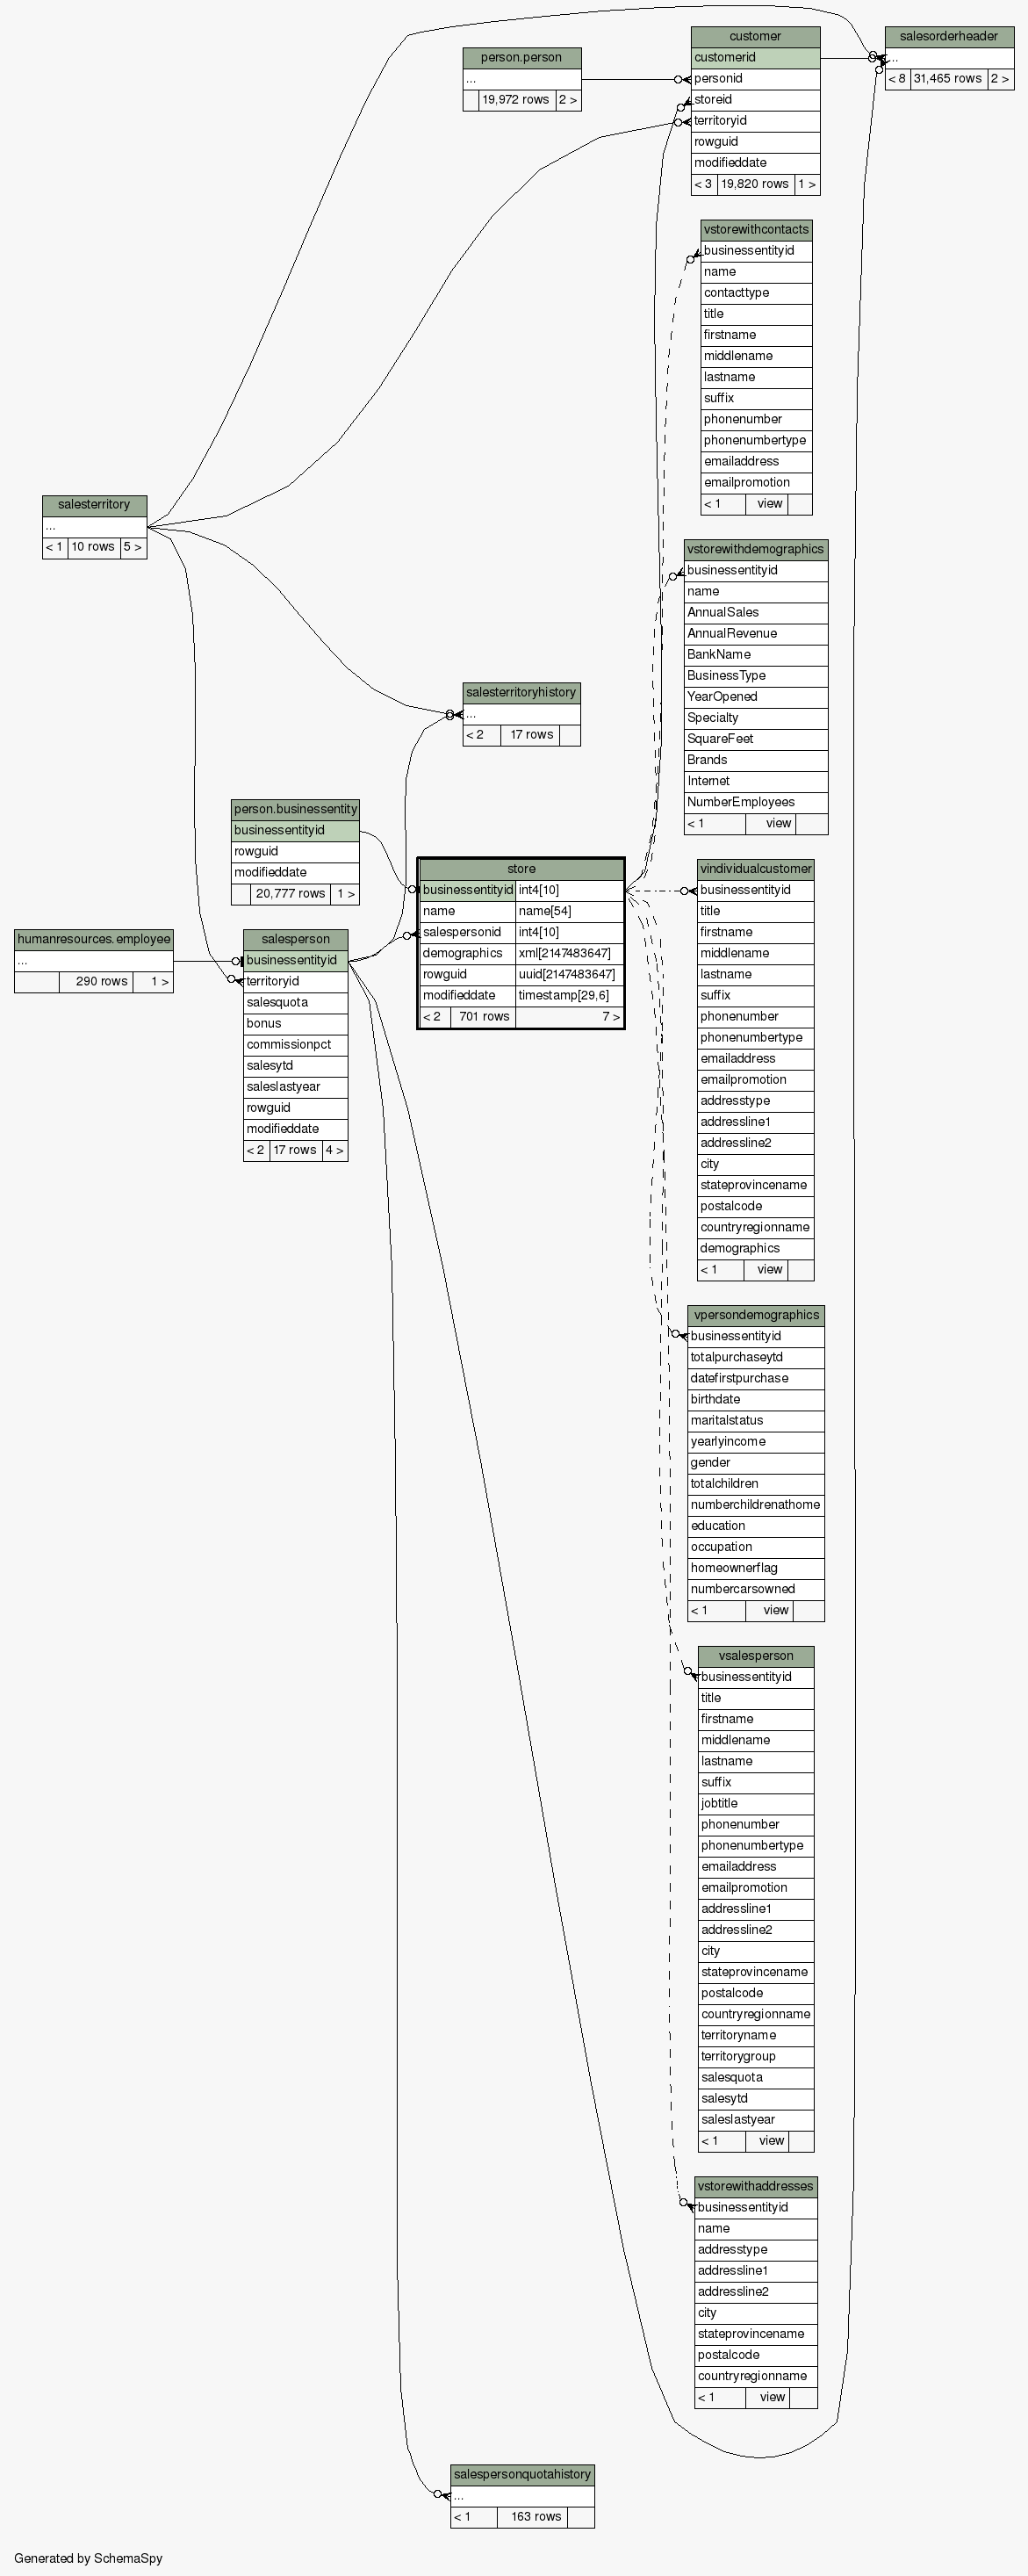 customer
customerid
personid
storeid
territoryid
rowguid
modifieddate
< 3 19,820 rows 1 >
salesorderheader
...
< 8 31,465 rows 2 >
person.person
...
19,972 rows 2 >
vstorewithcontacts
businessentityid
name
contacttype
title
firstname
middlename
lastname
suffix
phonenumber
phonenumbertype
emailaddress
emailpromotion
< 1 view
salesterritory
...
< 1 10 rows 5 >
vstorewithdemographics
businessentityid
name
AnnualSales
AnnualRevenue
BankName
BusinessType
YearOpened
Specialty
SquareFeet
Brands
Internet
NumberEmployees
< 1 view
salesterritoryhistory
...
< 2 17 rows
person.businessentity
businessentityid
rowguid
modifieddate
20,777 rows 1 >
store
businessentityid int4[10]
name name[54]
salespersonid int4[10]
demographics xml[2147483647]
rowguid uuid[2147483647]
modifieddate timestamp[29,6]
< 2 701 rows 7 >
vindividualcustomer
businessentityid
title
firstname
middlename
lastname
suffix
phonenumber
phonenumbertype
emailaddress
emailpromotion
addresstype
addressline1
addressline2
city
stateprovincename
postalcode
countryregionname
demographics
< 1 view
humanresources.employee
...
290 rows 1 >
salesperson
businessentityid
territoryid
salesquota
bonus
commissionpct
salesytd
saleslastyear
rowguid
modifieddate
< 2 17 rows 4 >
vpersondemographics
businessentityid
totalpurchaseytd
datefirstpurchase
birthdate
maritalstatus
yearlyincome
gender
totalchildren
numberchildrenathome
education
occupation
homeownerflag
numbercarsowned
< 1 view
vsalesperson
businessentityid
title
firstname
middlename
lastname
suffix
jobtitle
phonenumber
phonenumbertype
emailaddress
emailpromotion
addressline1
addressline2
city
stateprovincename
postalcode
countryregionname
territoryname
territorygroup
salesquota
salesytd
saleslastyear
< 1 view
vstorewithaddresses
businessentityid
name
addresstype
addressline1
addressline2
city
stateprovincename
postalcode
countryregionname
< 1 view
salespersonquotahistory
...
< 1 163 rows
Generated by SchemaSpy